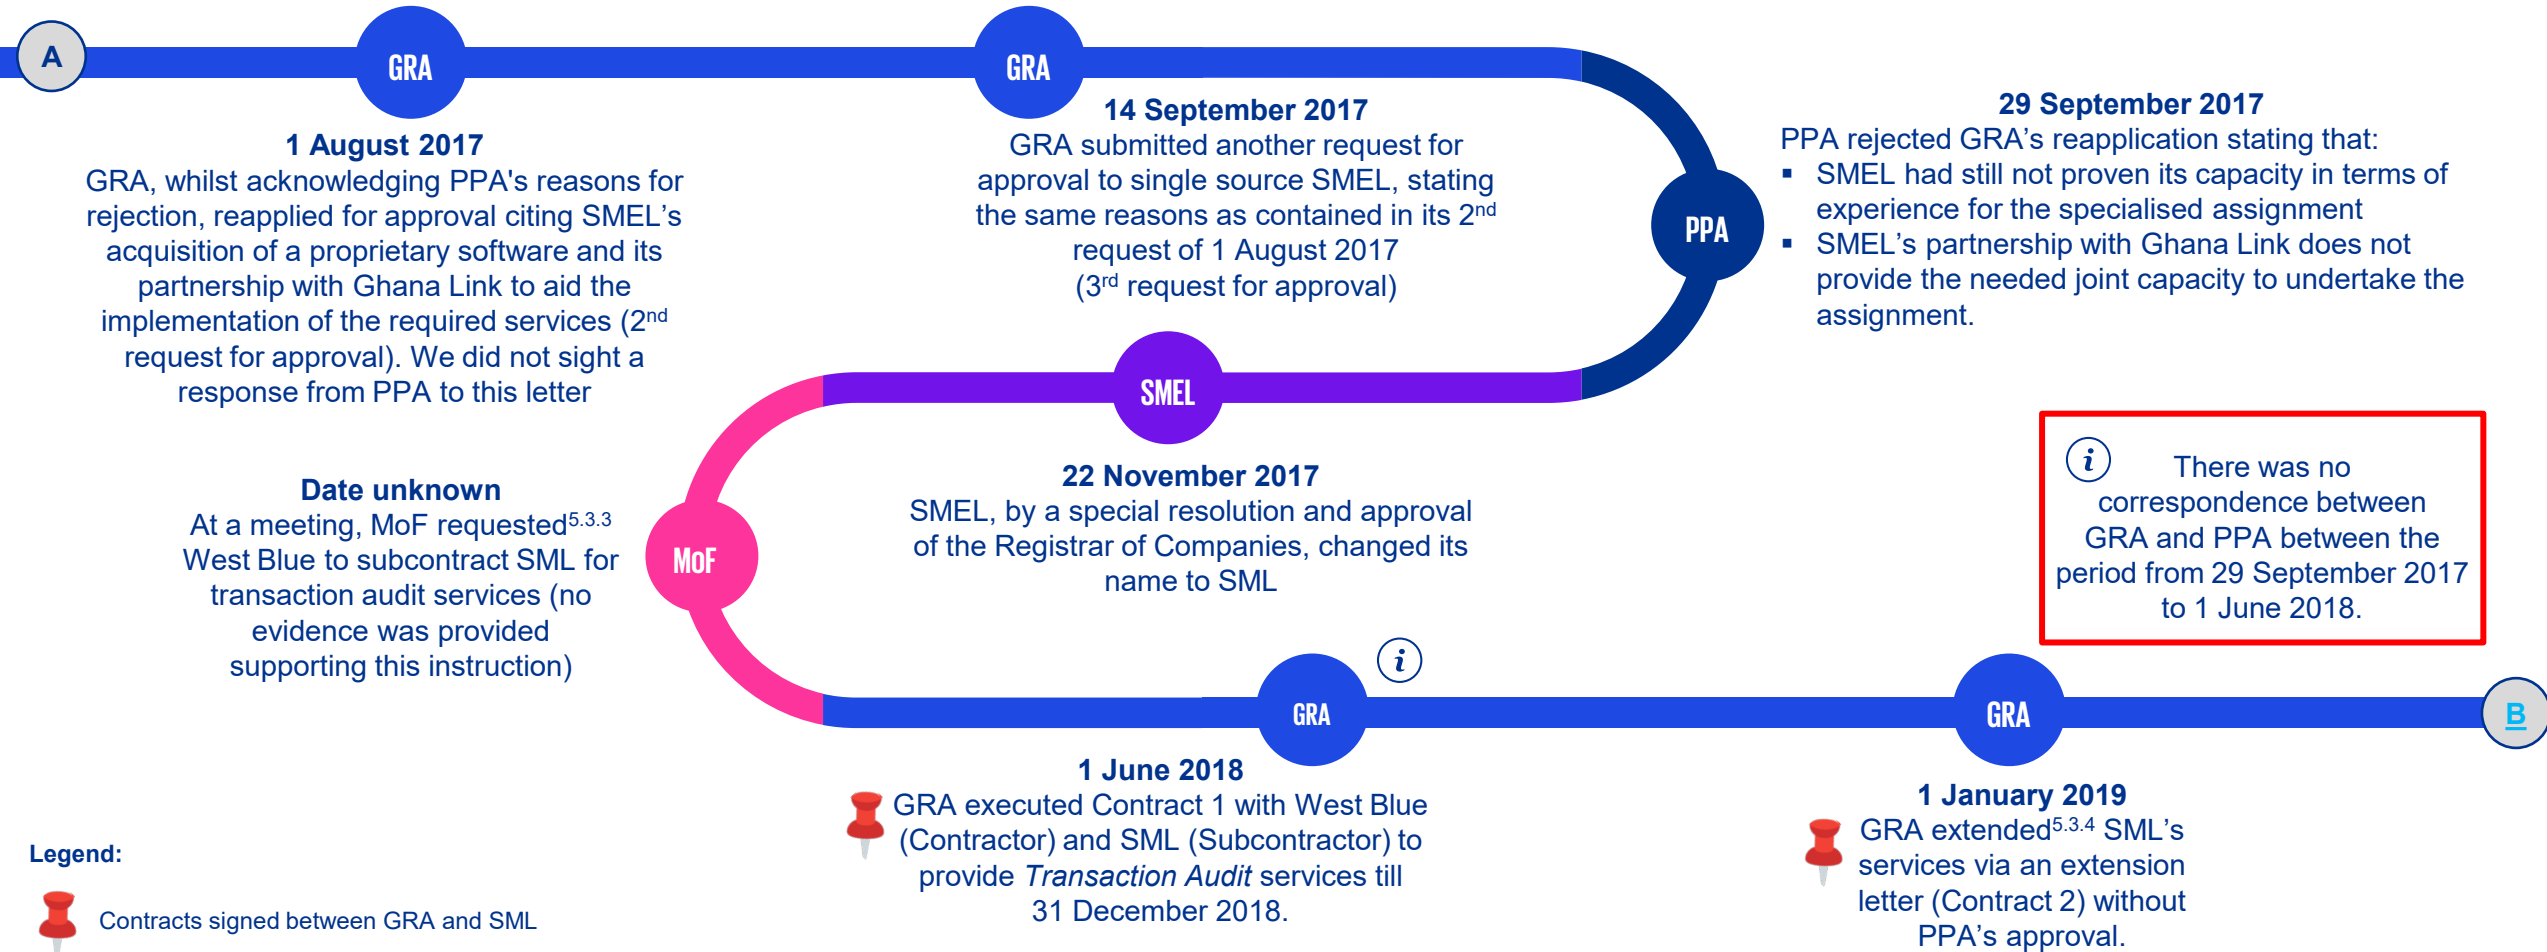 A
GRA
1 August 2017
GRA, whilst acknowledging PPA's reasons for
rejection, reapplied for approval citing SMEL’s
acquisition of a proprietary software and its
partnership with Ghana Link to aid the
implementation of the required services (2nd
request for approval). We did not sight a
response from PPA to this letter
GRA
14 September 2017
GRA submitted another request for
approval to single source SMEL, stating
the same reasons as contained in its 2nd
request of 1 August 2017
(3rd request for approval)
PPA
29 September 2017
PPA rejected GRA’s reapplication stating that:
▪ SMEL had still not proven its capacity in terms of
experience for the specialised assignment
▪ SMEL’s partnership with Ghana Link does not
provide the needed joint capacity to undertake the
assignment.
SMEL
22 November 2017
SMEL, by a special resolution and approval
of the Registrar of Companies, changed its
name to SML
MoF
Date unknown
At a meeting, MoF requested5.3.3
West Blue to subcontract SML for
transaction audit services (no
evidence was provided
supporting this instruction)
i
There was no
correspondence between
GRA and PPA between the
period from 29 September 2017
to 1 June 2018.
i
GRA
1 June 2018
GRA executed Contract 1 with West Blue
(Contractor) and SML (Subcontractor) to
provide Transaction Audit services till
31 December 2018.
GRA
1 January 2019
GRA extended5.3.4 SML’s
services via an extension
letter (Contract 2) without
PPA’s approval.
B
Legend:
Contracts signed between GRA and SML